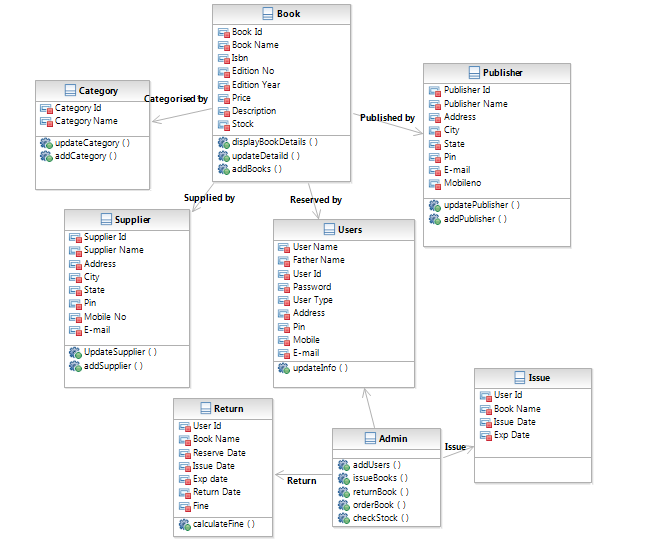 Book
Book Id
Book Name
Isbn
Edition No
Edition Year
Price
Description
Stock
displayBookDetails ( )
updateDetaild ( )
addBooks ( )
Category
Category Id
Category Name
updateCategory ( )
addCategory ( )
Categorised by
Publisher
Publisher Id
Publisher Name
Address
City
State
Pin
E-mail
Mobileno
updatePublisher ( )
addPublisher ( )
Published by
Supplied by
Reserved by
Supplier
Supplier Id
Supplier Name
Address
City
State
Pin
Mobile No
E-mail
UpdateSupplier ( )
addSupplier ( )
Users
User Name
Father Name
User Id
Password
User Type
Address
Pin
Mobile
E-mail
updateInfo ( )
Issue
User Id
Book Name
Issue Date
Exp Date
Return
User Id
Book Name
Reserve Date
Issue Date
Exp date
Return Date
Fine
calculateFine ( )
Admin
addUsers ( )
issueBooks ( )
returnBook ( )
orderBook ( )
checkStock ( )
Issue
Return